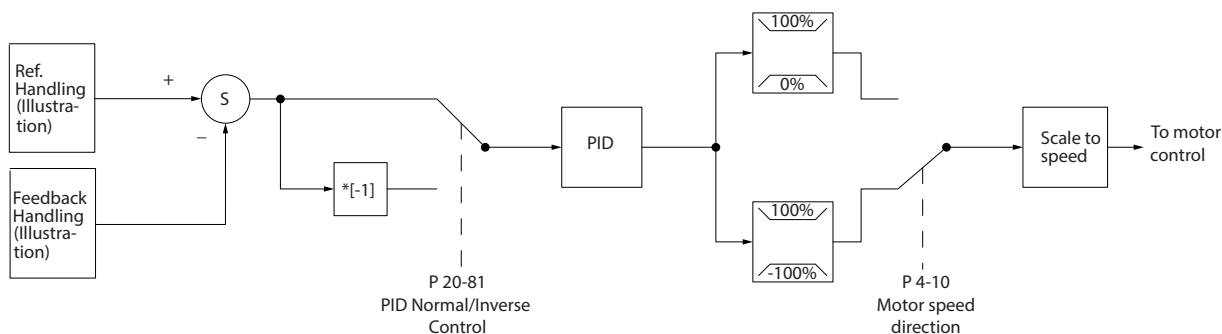 Ref.
Handling
(Illustra-
tion)
+
S
_
Feedback
Handling
(Illustra-
tion)
*[-1]
P 20-81
PID Normal/Inverse
Control
PID
100%
0%
100%
-100%
P 4-10
Motor speed
direction
Scale to
speed
To motor
control